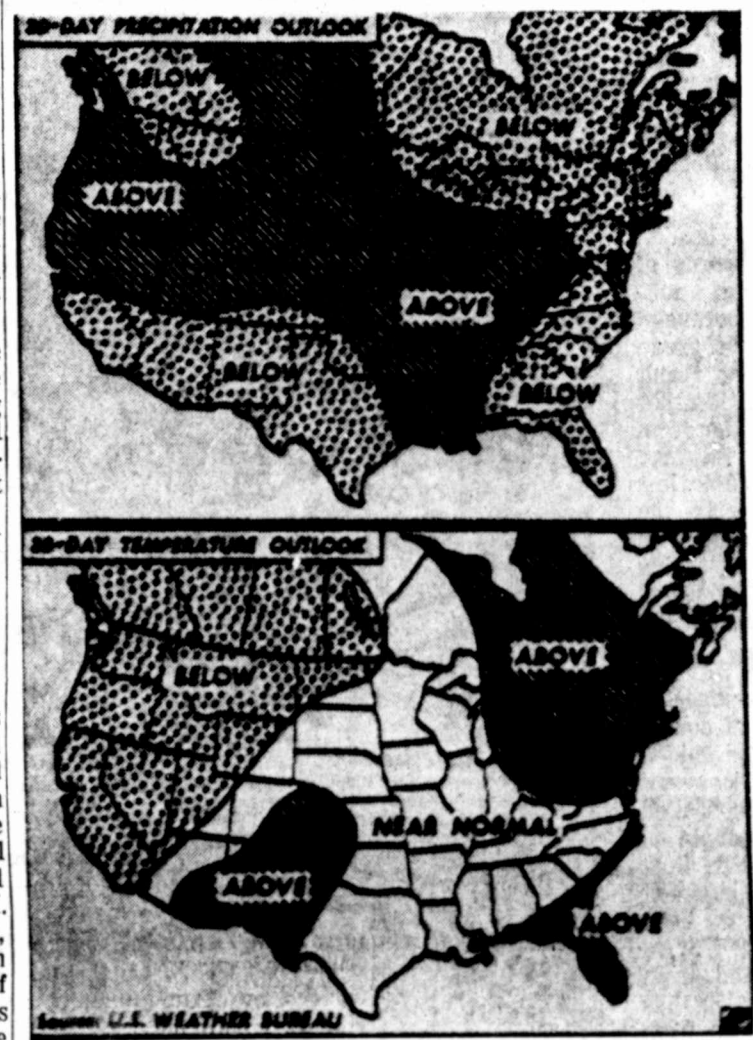 30-DAY PRECIPITATION OUTLOOK
BELOW
BELOW
ABOVE
ABOVE
BELOW
BELOW
30-DAY TEMPERATURE OUTLOOK
ABOVE
BELOW
NEAR NORMAL
ABOVE
ABOVE
Source: U.S. WEATHER BUREAU
of